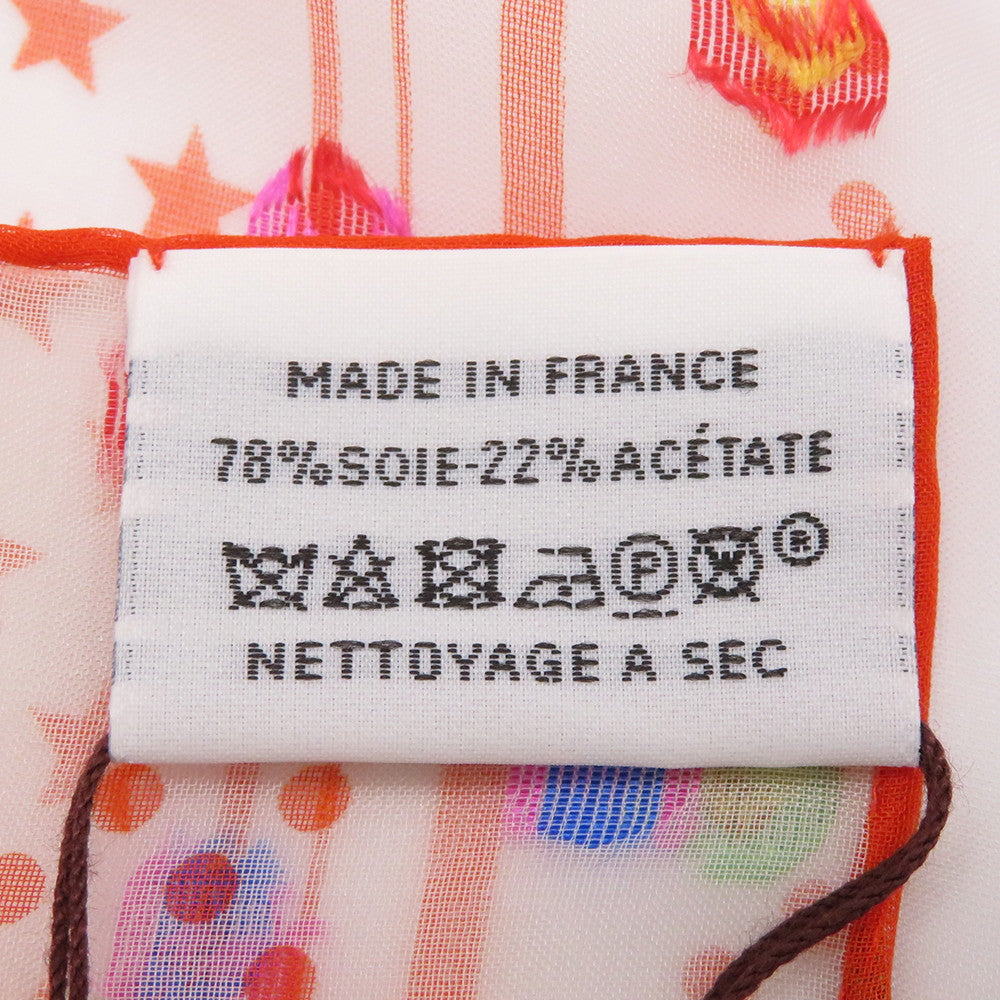 MADE IN FRANCE
78%SOIE-22%ACÉTATE
P W ®
NETTOYAGE A SEC